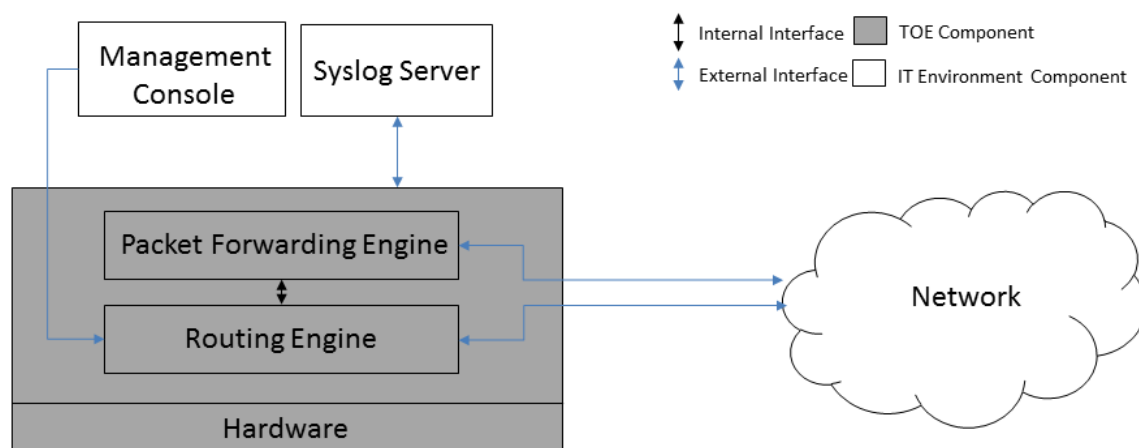 Management
Console
Syslog Server
Internal Interface
TOE Component
External Interface
IT Environment Component
Packet Forwarding Engine
Routing Engine
Network
Hardware